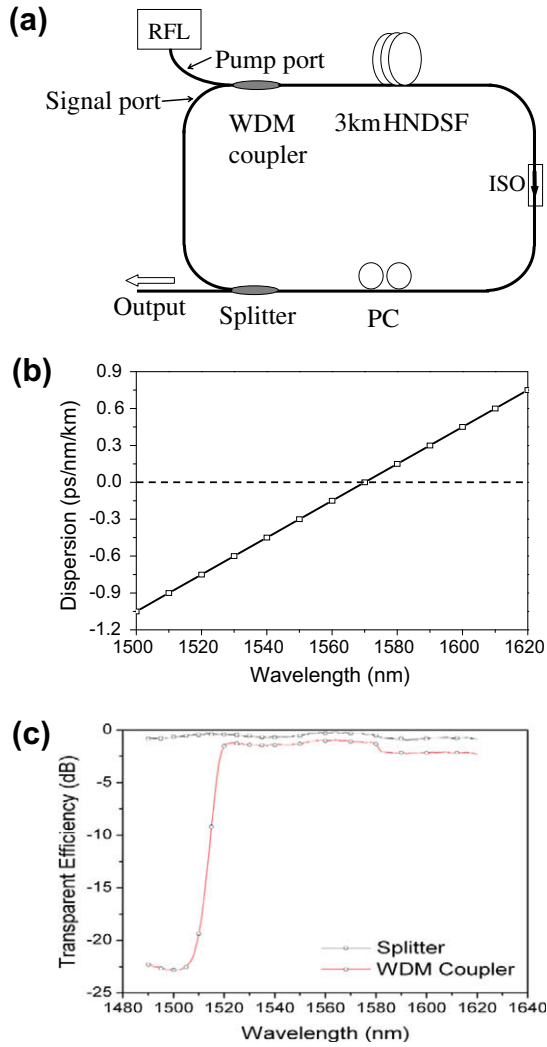 (a)
RFL
Pump port
Signal port
WDM
coupler
3kmHNDSF
ISO
Output
Splitter
PC
(b)
Dispersion (ps/nm/km)
0.9
0.6
0.3
0.0
-0.3
-0.6
-0.9
-1.2
1500 1520 1540 1560 1580 1600 1620
Wavelength (nm)
(c)
Transparent Efficiency (dB)
0
-5
-10
-15
-20
-25
Splitter
WDM Coupler
1480 1500 1520 1540 1560 1580 1600 1620 1640
Wavelength (nm)